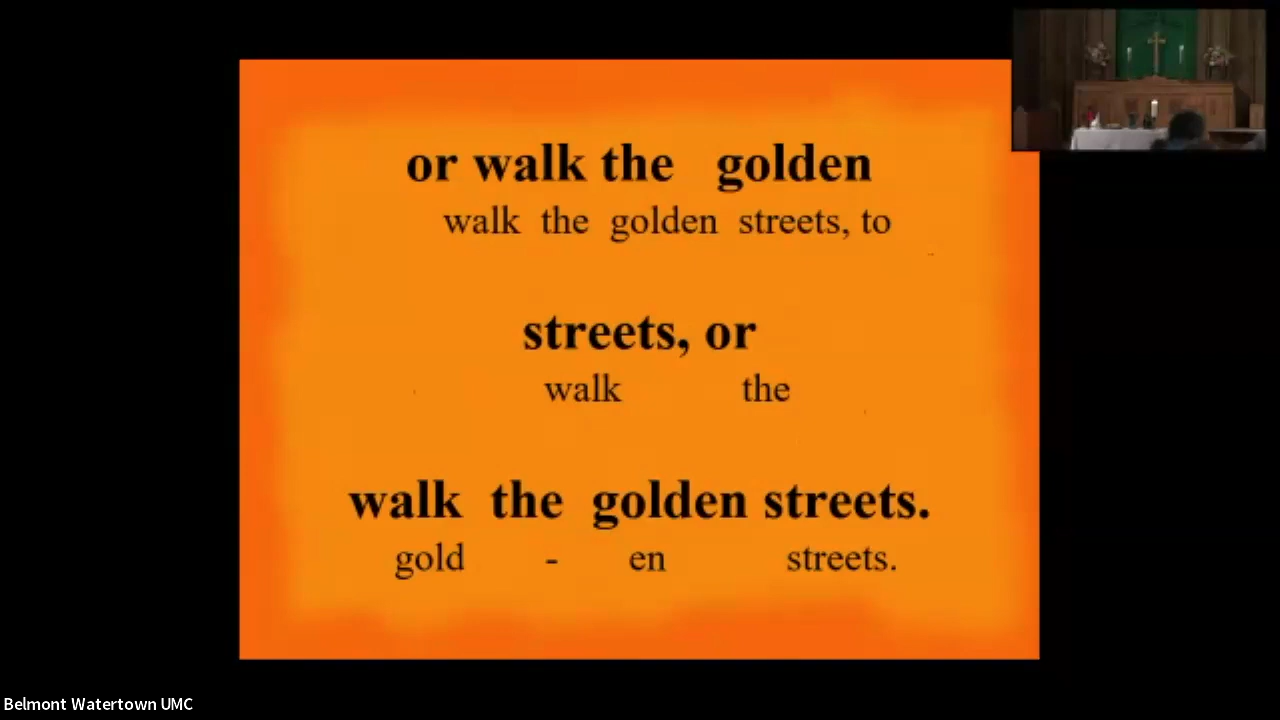 or walk the golden
walk the golden streets, to
streets, or
walk the
walk the golden streets.
gold - en streets.
Belmont Watertown UMC